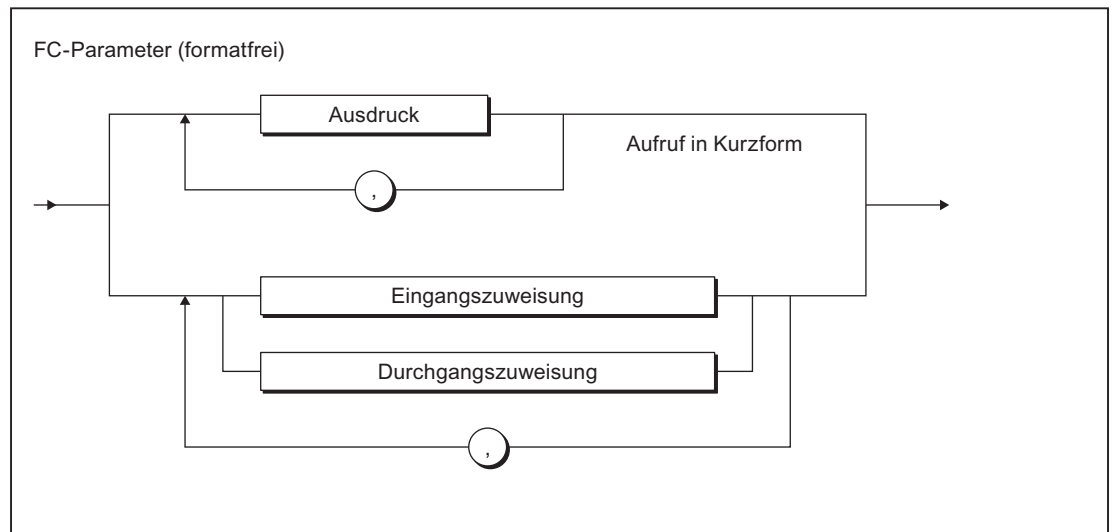 FC-Parameter (formatfrei)
Ausdruck
Aufruf in Kurzform
,
Eingangszuweisung
Durchgangszuweisung
,